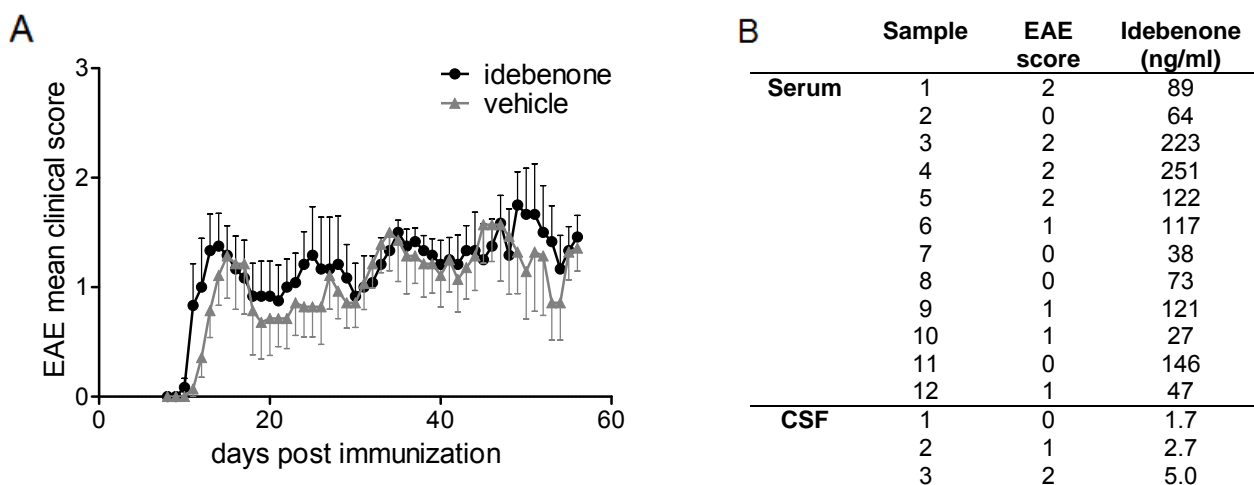 A
3
2
1
0
0
20
40
60
EAE mean clinical score
days post immunization
idebenone
vehicle
B
Sample EAE score Idebenone (ng/ml)
Serum 1 2 89
2 0 64
3 2 223
4 2 251
5 2 122
6 1 117
7 0 38
8 0 73
9 1 121
10 1 27
11 0 146
12 1 47
CSF 1 0 1.7
2 1 2.7
3 2 5.0